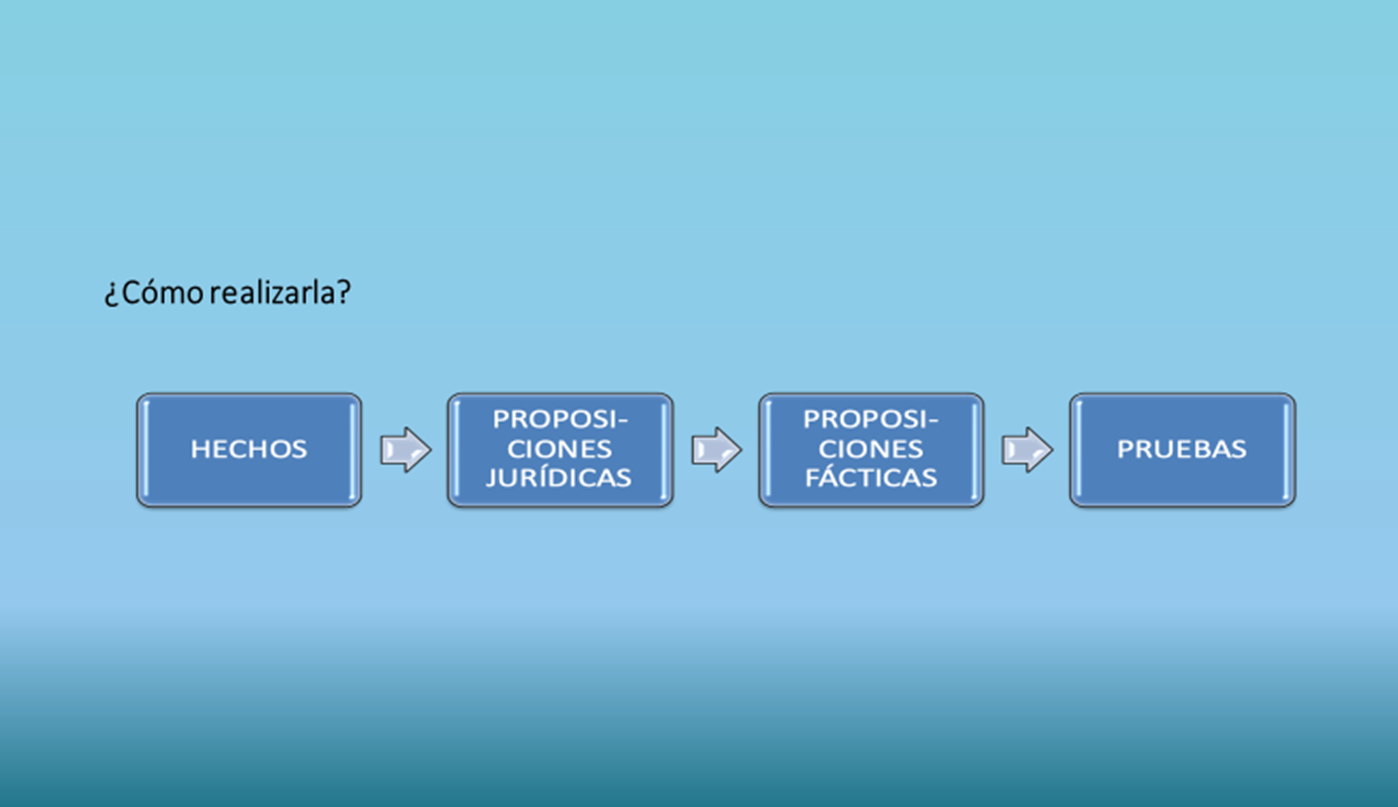 ¿Cómo realizarla?
HECHOS
PROPOSI-
CIONES
JURÍDICAS
PROPOSI-
CIONES
FÁCTICAS
PRUEBAS